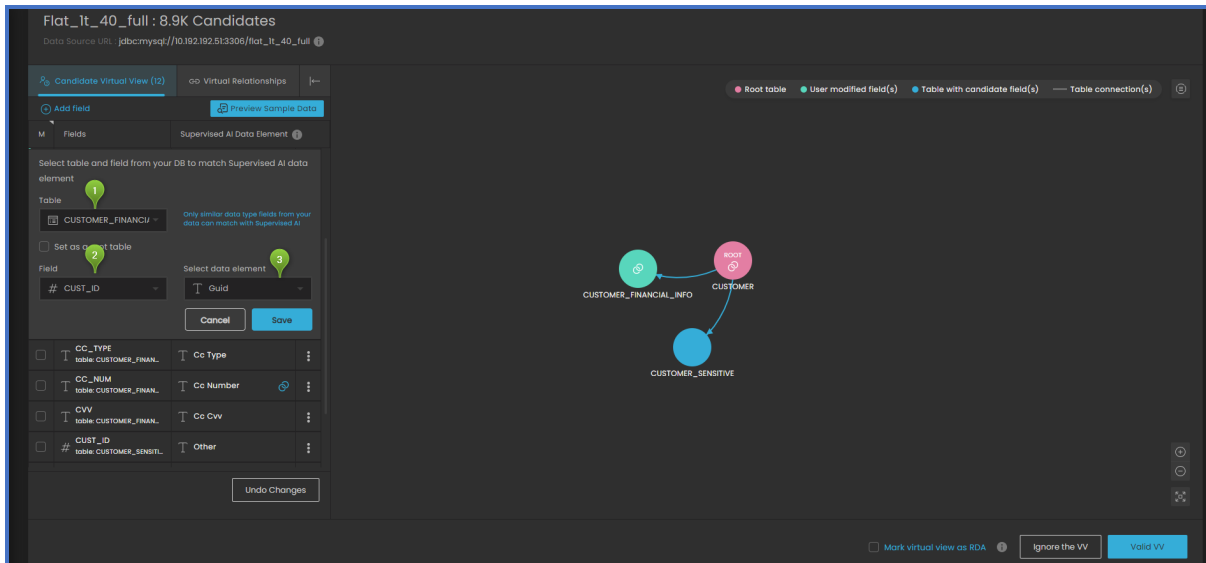 Flat_1t_40_full : 8.9K Candidates
Data Source URL : jdbc:mysql://10.192.192.51:3306/flat_1t_40_full
Candidate Virtual View (12)
Virtual Relationships
Add field
Preview Sample Data
M Fields Supervised AI Data Element
Select table and field from your DB to match Supervised AI data
element
1
Table
CUSTOMER_FINANCI
Only similar data type fields from your
data can match with Supervised AI
Set as a root table
2
3
Field Select data element
# CUST_ID
T Guid
Cancel Save
T CC_TYPE
table: CUSTOMER_FINAN...
T Cc Type
T CC_NUM
table: CUSTOMER_FINAN...
T Cc Number
T CVV
table: CUSTOMER_FINAN...
T Cc Cvv
# CUST_ID
table: CUSTOMER_SENSITI...
T Other
Undo Changes
Root table User modified field(s) Table with candidate field(s) Table connection(s)
ROOT
CUSTOMER
CUSTOMER_FINANCIAL_INFO
CUSTOMER_SENSITIVE
Mark virtual view as RDA
Ignore the VV
Valid VV